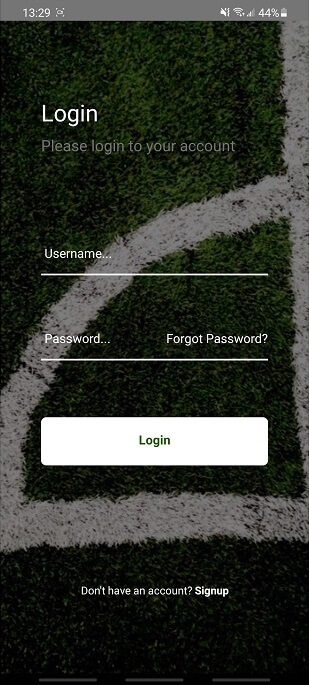 13:29 44%
Login
Please login to your account
Username...
Password... Forgot Password?
Login
Don't have an account? Signup